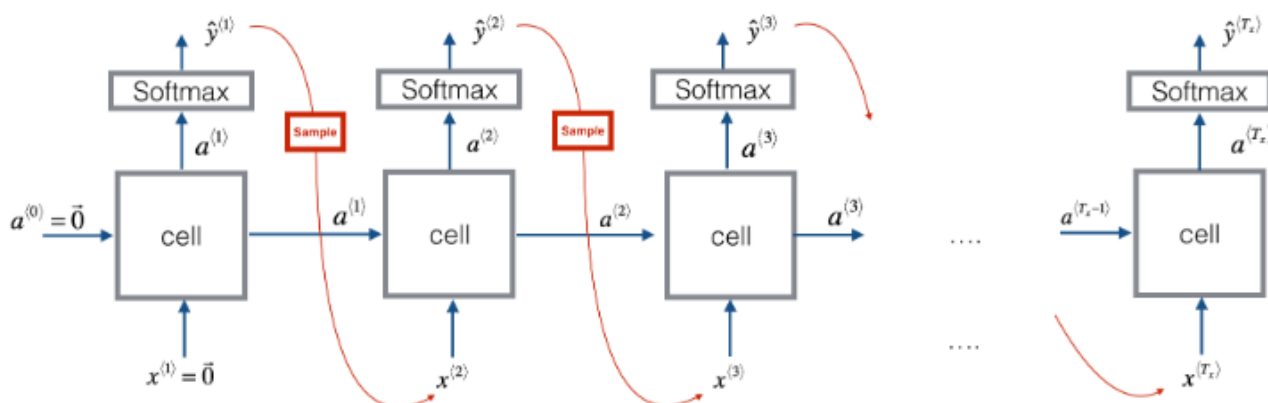 ŷ⟨1⟩ ŷ⟨2⟩ ŷ⟨3⟩ ŷ⟨Tₓ⟩
Softmax Softmax Softmax Softmax
Sample Sample
a⟨1⟩ a⟨2⟩ a⟨3⟩ a⟨Tₓ⟩
a⟨0⟩ = 0⃗ a⟨1⟩ a⟨2⟩ a⟨3⟩ a⟨Tₓ−1⟩
cell cell cell .... cell
....
x⟨1⟩ = 0⃗ x⟨2⟩ x⟨3⟩ x⟨Tₓ⟩